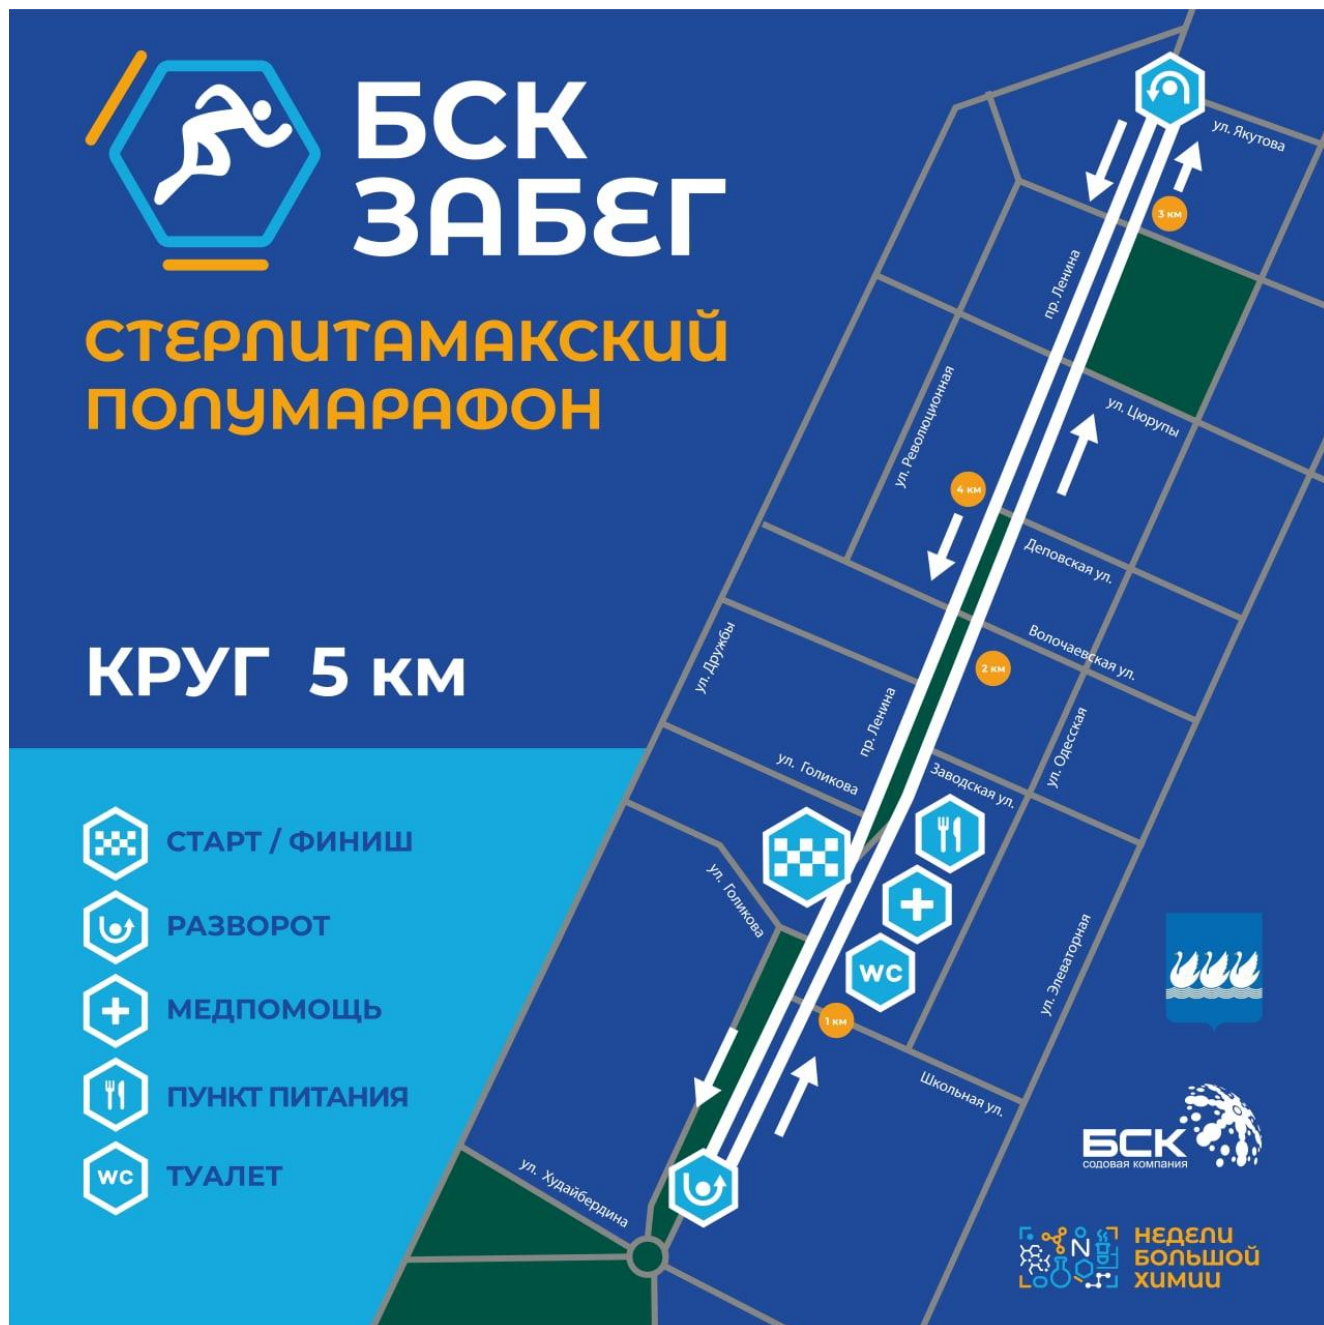 БСК
ЗАБЕГ
СТЕРЛИТАМАКСКИЙ
ПОЛУМАРАФОН
КРУГ 5 км
СТАРТ / ФИНИШ
РАЗВОРОТ
МЕДПОМОЩЬ
ПУНКТ ПИТАНИЯ
WC
ТУАЛЕТ
ул. Якутова
3 км
пр. Ленина
ул. Цюрупы
ул. Революционная
4 км
Деповская ул.
Волочаевская ул.
2 км
ул. Дружбы
пр. Ленина
ул. Одесская
ул. Голикова
Заводская ул.
ул. Голикова
WC
ул. Элеваторная
1 км
Школьная ул.
ул. Худайбердина
БСК
содовая компания
N
НЕДЕЛИ
БОЛЬШОЙ
ХИМИИ